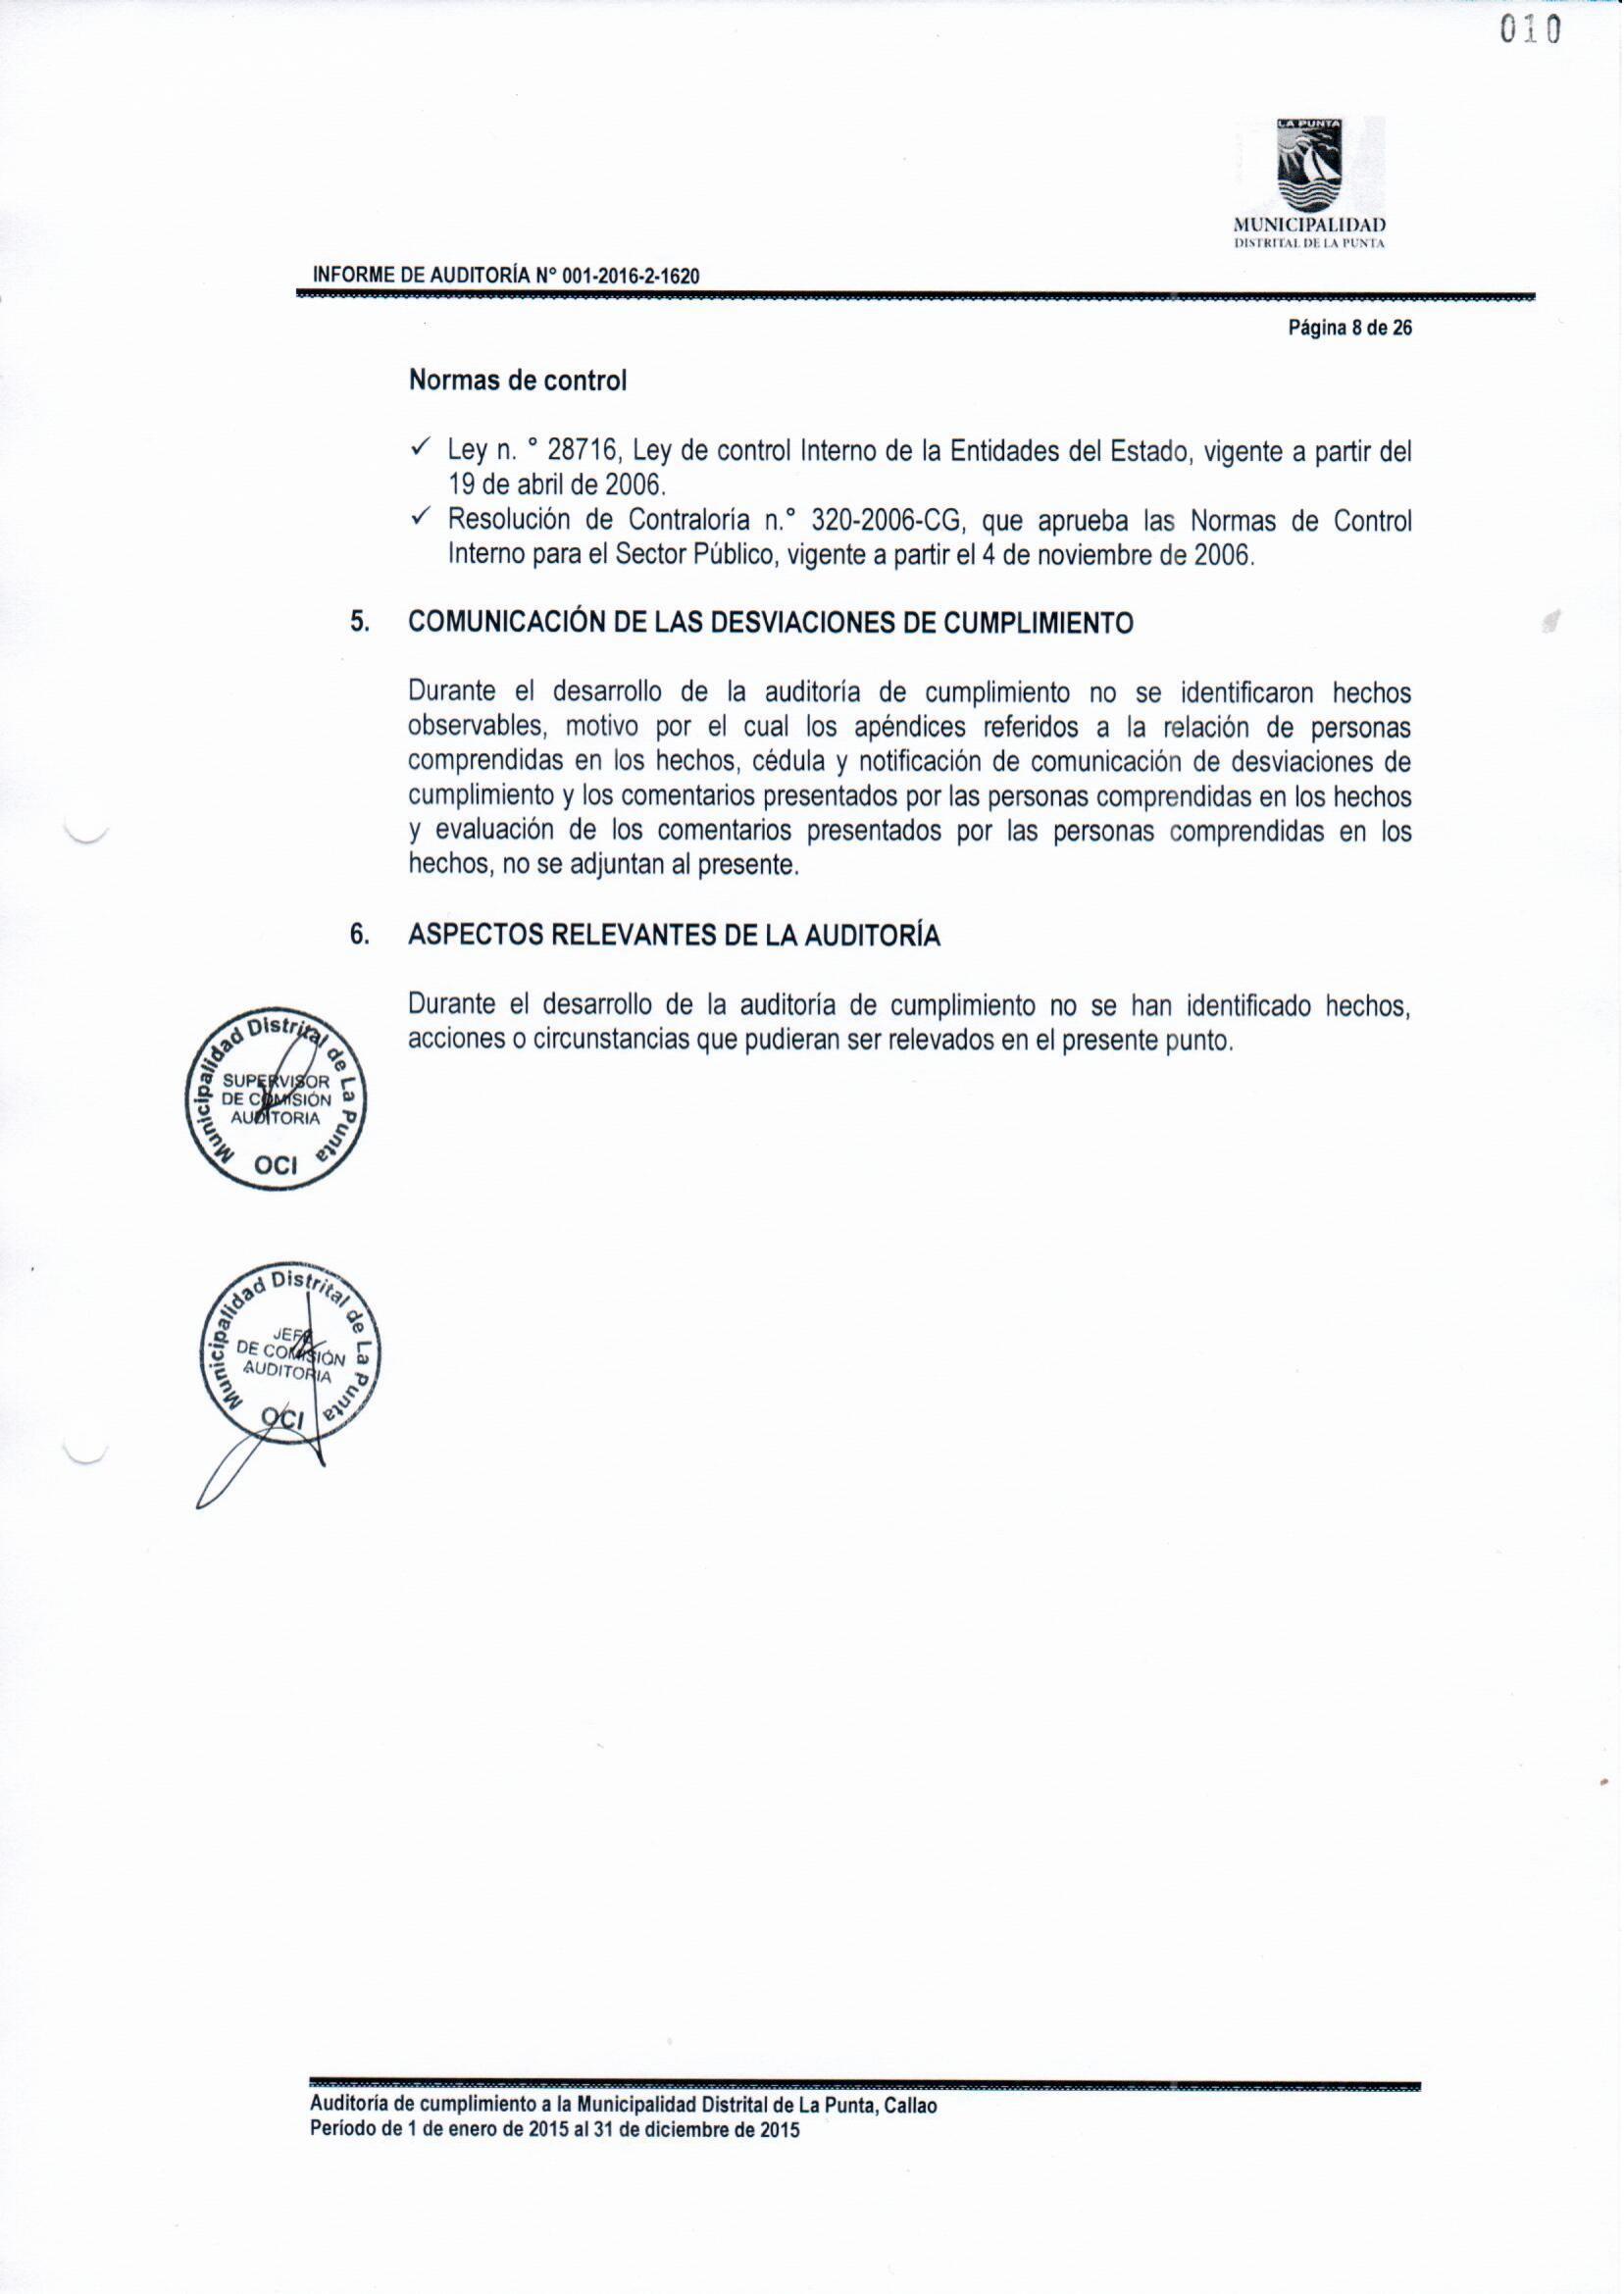 010
LA PUNTA
MUNICIPALIDAD
DISTRITAL DE LA PUNTA
INFORME DE AUDITORÍA N° 001-2016-2-1620
Página 8 de 26
Normas de control
✓ Ley n. ° 28716, Ley de control Interno de la Entidades del Estado, vigente a partir del
19 de abril de 2006.
✓ Resolución de Contraloría n.° 320-2006-CG, que aprueba las Normas de Control
Interno para el Sector Público, vigente a partir el 4 de noviembre de 2006.
5. COMUNICACIÓN DE LAS DESVIACIONES DE CUMPLIMIENTO
Durante el desarrollo de la auditoría de cumplimiento no se identificaron hechos
observables, motivo por el cual los apéndices referidos a la relación de personas
comprendidas en los hechos, cédula y notificación de comunicación de desviaciones de
cumplimiento y los comentarios presentados por las personas comprendidas en los hechos
y evaluación de los comentarios presentados por las personas comprendidas en los
hechos, no se adjuntan al presente.
6. ASPECTOS RELEVANTES DE LA AUDITORÍA
Durante el desarrollo de la auditoría de cumplimiento no se han identificado hechos,
acciones o circunstancias que pudieran ser relevados en el presente punto.
Municipalidad Distrital de La Punta
SUPERVISOR
DE COMISIÓN
AUDITORIA
OCI
Municipalidad Distrital de La Punta
JEFE
DE COMISIÓN
AUDITORIA
OCI
Auditoría de cumplimiento a la Municipalidad Distrital de La Punta, Callao
Período de 1 de enero de 2015 al 31 de diciembre de 2015